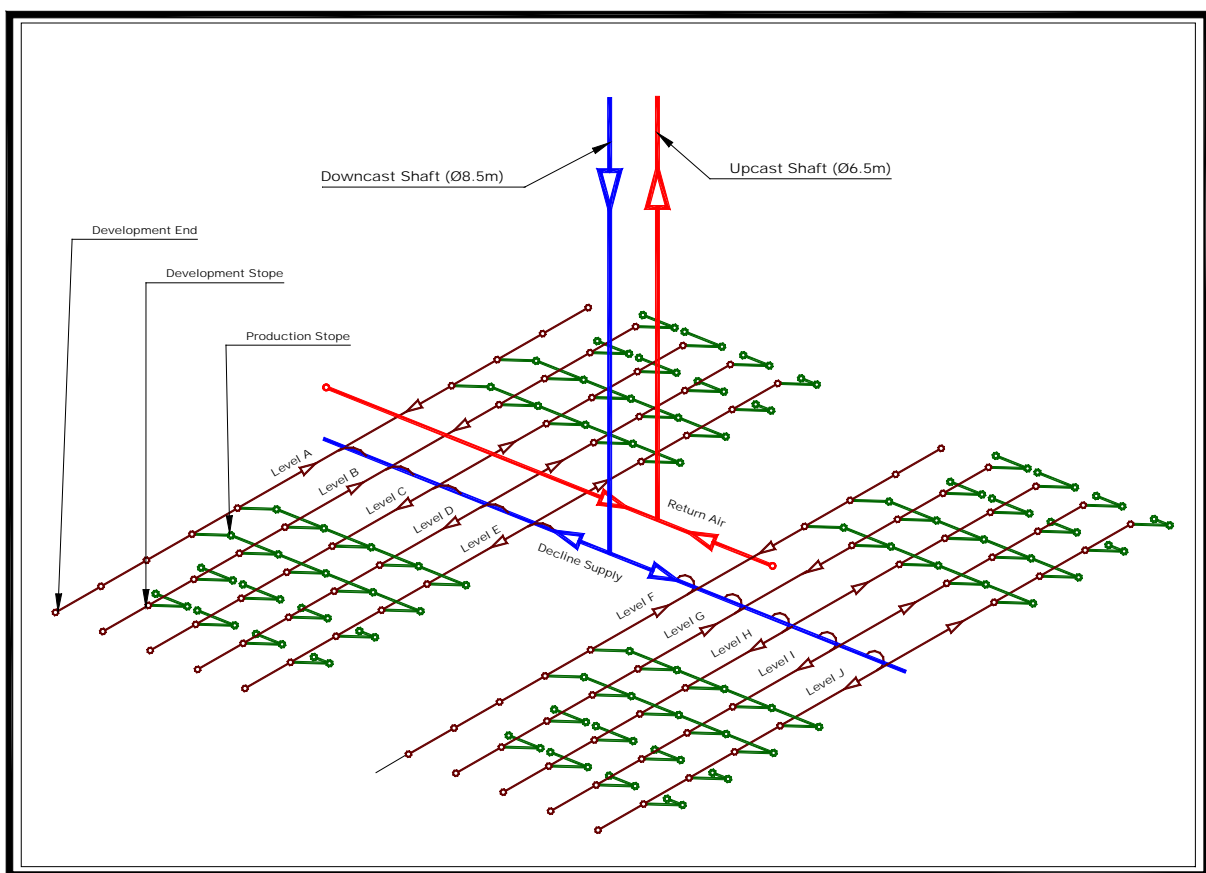 Downcast Shaft (Ø8.5m)
Upcast Shaft (Ø6.5m)
Development End
Development Stope
Production Stope
Level A
Level B
Level C
Level D
Level E
Return Air
Decline Supply
Level F
Level G
Level H
Level I
Level J